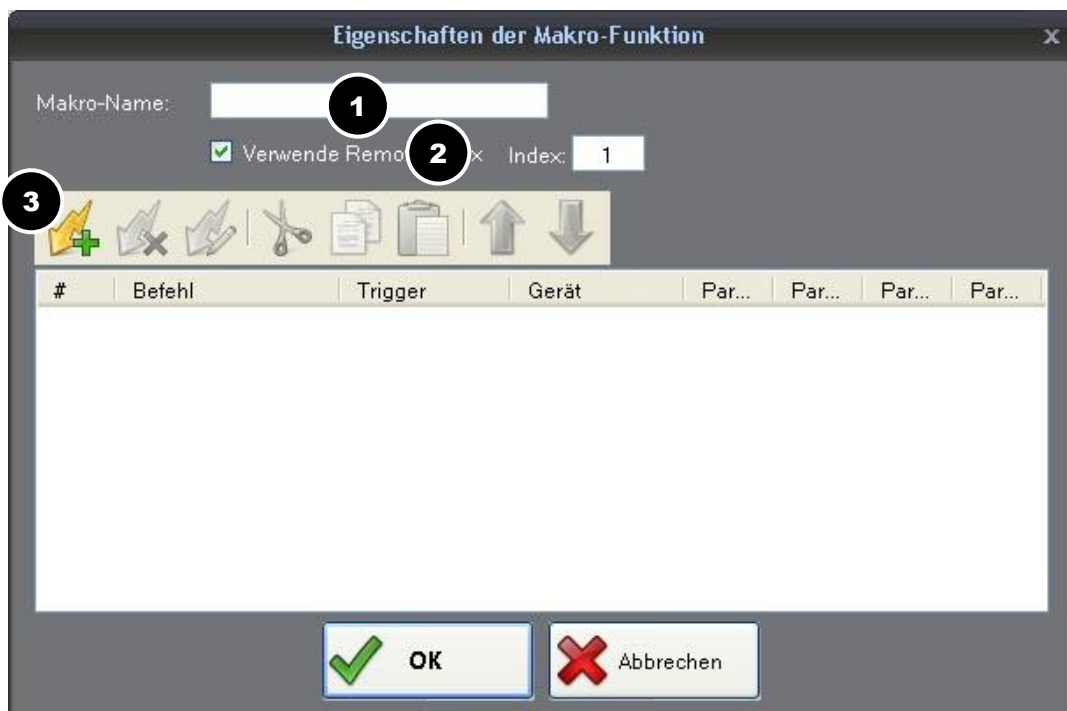 Eigenschaften der Makro-Funktion x
Makro-Name: 1
Verwende 2 Index: 1
3
# Befehl Trigger Gerät Par... Par... Par... Par...
OK Abbrechen